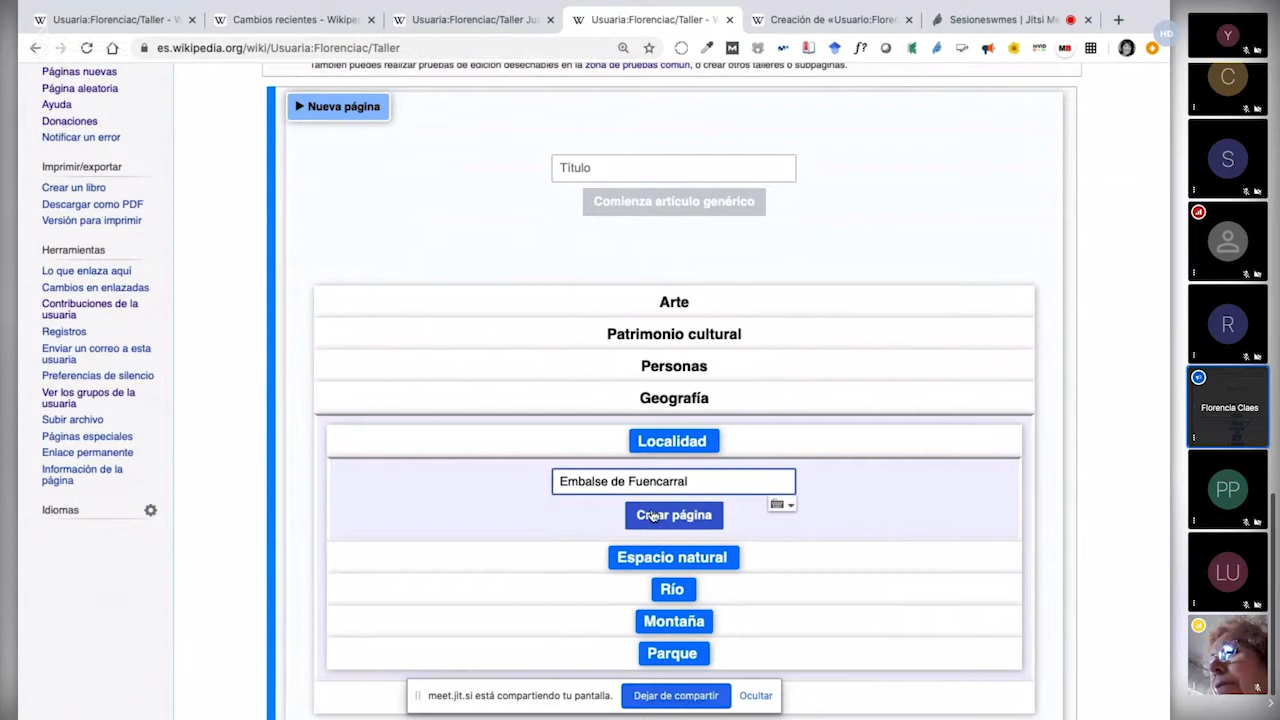 Usuaria:Florenciac/Taller - W
Cambios recientes - Wikipe
Usuaria:Florenciac/Taller Ju
Usuaria:Florenciac/Taller - W
Creación de «Usuario:Flore
Sesioneswmes | Jitsi Me
es.wikipedia.org/wiki/Usuaria:Florenciac/Taller
HD
También puedes realizar pruebas de edición desechables en la zona de pruebas común, o crear otros talleres o subpáginas.
Páginas nuevas
Página aleatoria
Ayuda
Donaciones
Notificar un error
Imprimir/exportar
Crear un libro
Descargar como PDF
Versión para imprimir
Herramientas
Lo que enlaza aquí
Cambios en enlazadas
Contribuciones de la
usuaria
Registros
Enviar un correo a esta
usuaria
Preferencias de silencio
Ver los grupos de la
usuaria
Subir archivo
Páginas especiales
Enlace permanente
Información de la
página
Idiomas
▶ Nueva página
Título
Comienza artículo genérico
Arte
Patrimonio cultural
Personas
Geografía
Localidad
Embalse de Fuencarral
Crear página
Espacio natural
Río
Montaña
Parque
meet.jit.si está compartiendo tu pantalla.
Dejar de compartir
Ocultar
Y
C
S
R
Florencia Claes
PP
LU